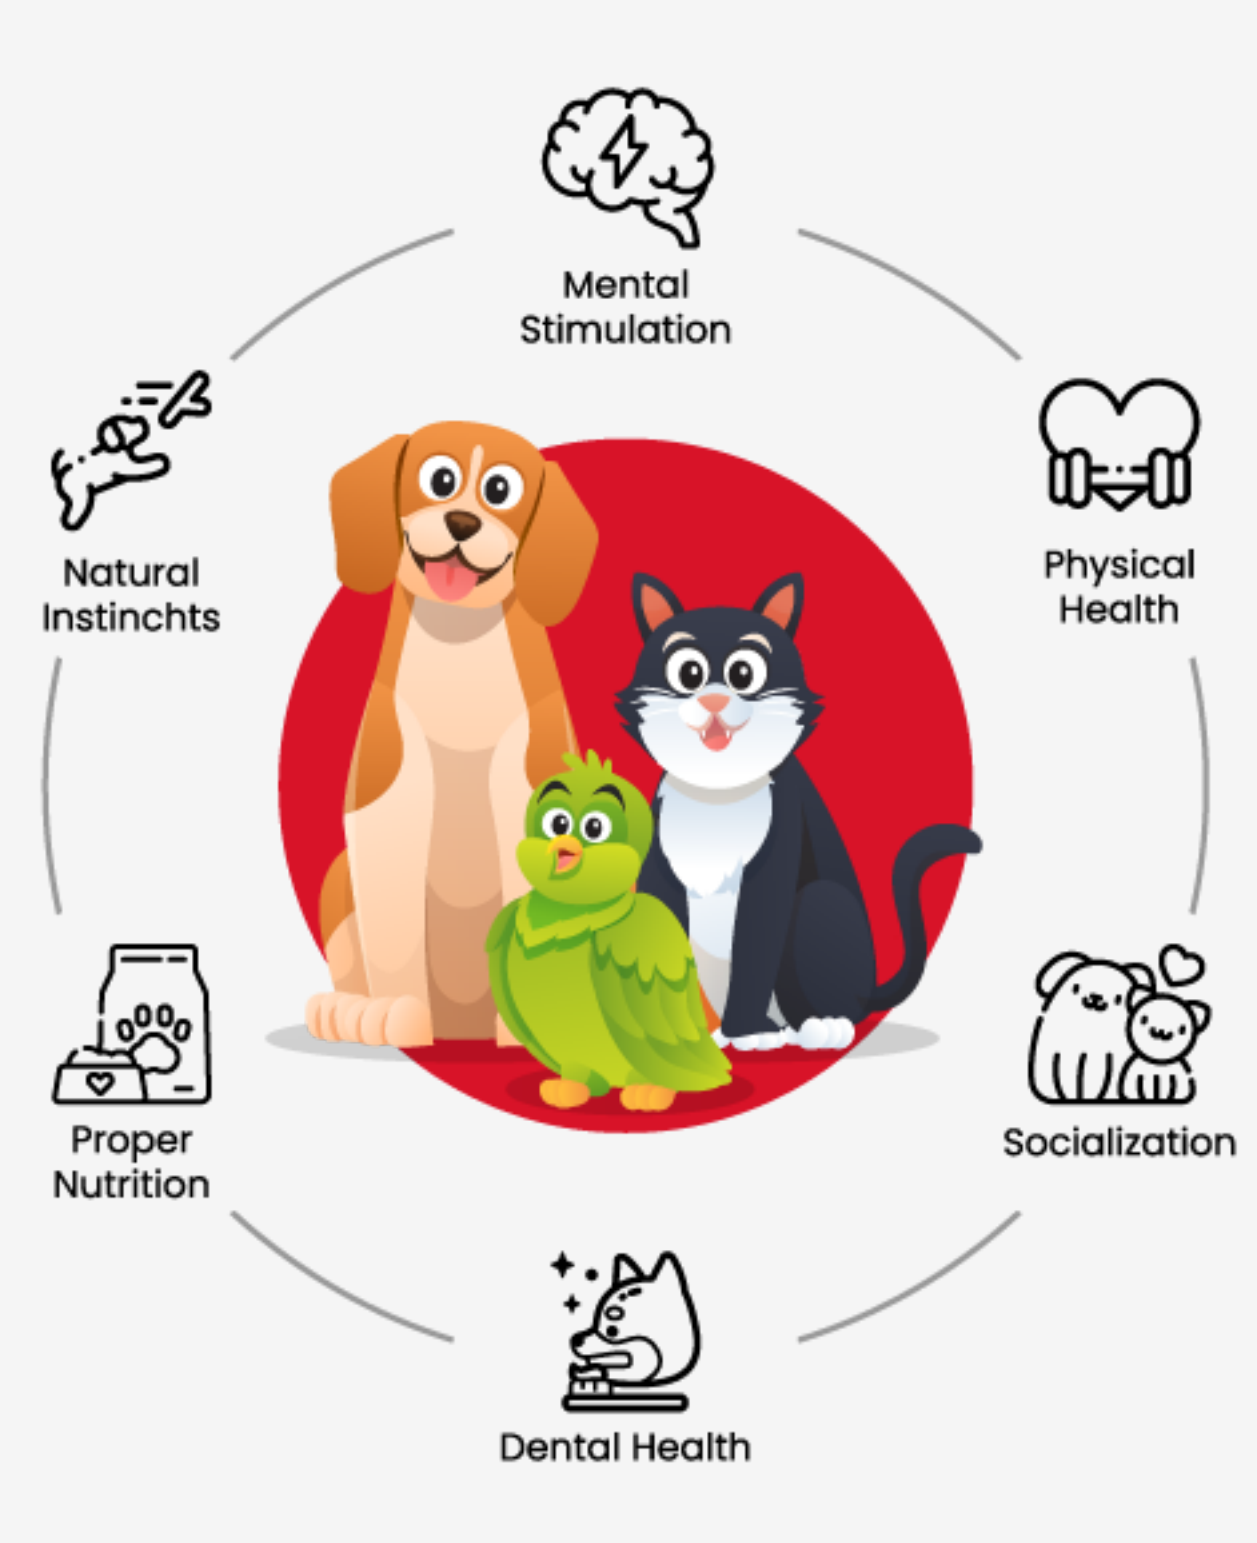 Mental
Stimulation
Physical
Health
Socialization
Dental Health
Proper
Nutrition
Natural
Instinchts